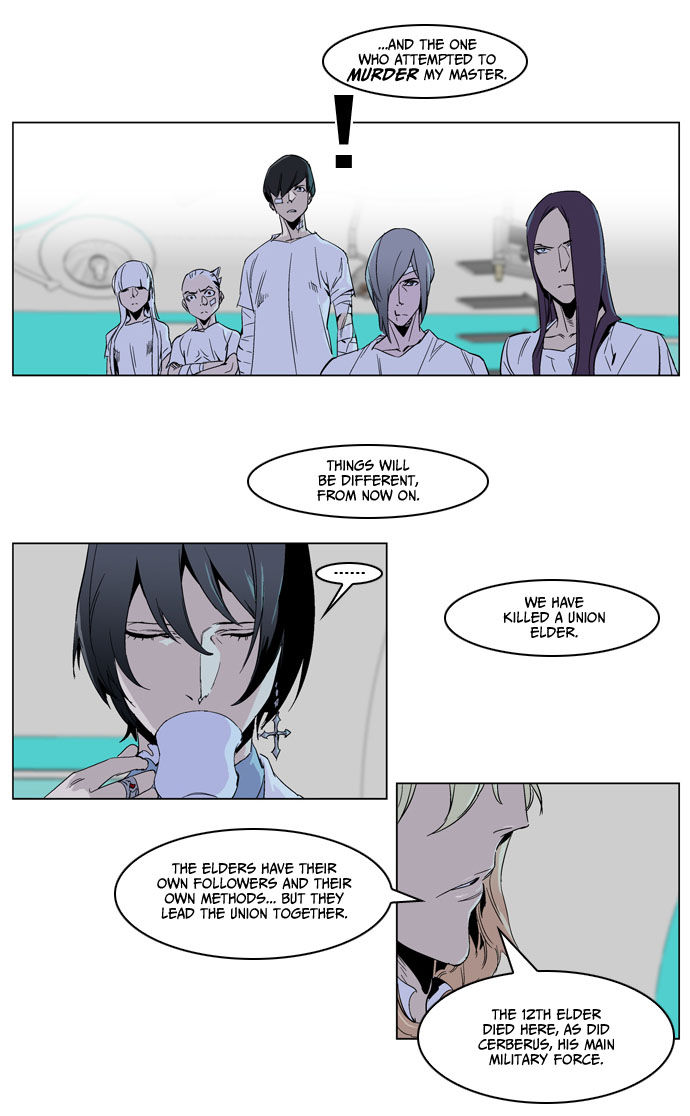 ...AND THE ONE
WHO ATTEMPTED TO
MURDER MY MASTER.
!
THINGS WILL
BE DIFFERENT,
FROM NOW ON.
......
WE HAVE
KILLED A UNION
ELDER.
THE ELDERS HAVE THEIR
OWN FOLLOWERS AND THEIR
OWN METHODS... BUT THEY
LEAD THE UNION TOGETHER.
THE 12TH ELDER
DIED HERE, AS DID
CERBERUS, HIS MAIN
MILITARY FORCE.